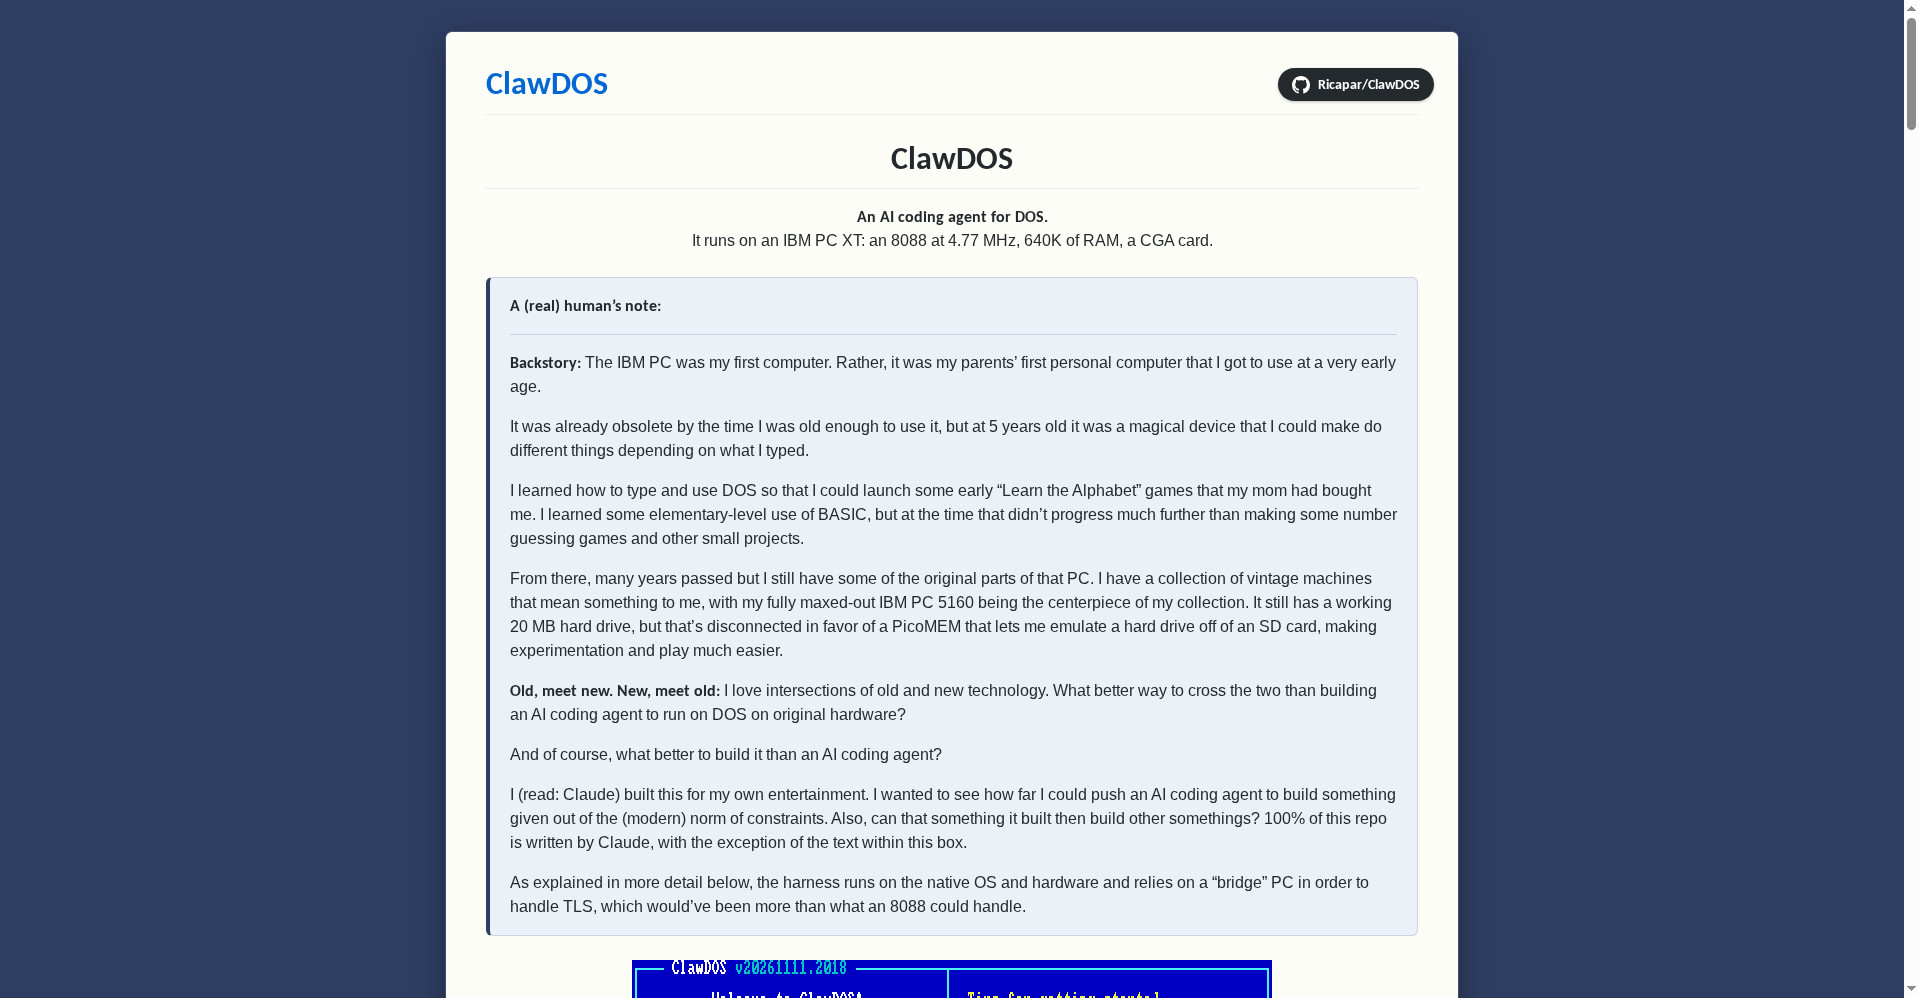 ClawDOS
Ricapar/ClawDOS
ClawDOS
An AI coding agent for DOS.
It runs on an IBM PC XT: an 8088 at 4.77 MHz, 640K of RAM, a CGA card.
A (real) human’s note:
Backstory: The IBM PC was my first computer. Rather, it was my parents’ first personal computer that I got to use at a very early
age.
It was already obsolete by the time I was old enough to use it, but at 5 years old it was a magical device that I could make do
different things depending on what I typed.
I learned how to type and use DOS so that I could launch some early “Learn the Alphabet” games that my mom had bought
me. I learned some elementary-level use of BASIC, but at the time that didn’t progress much further than making some number
guessing games and other small projects.
From there, many years passed but I still have some of the original parts of that PC. I have a collection of vintage machines
that mean something to me, with my fully maxed-out IBM PC 5160 being the centerpiece of my collection. It still has a working
20 MB hard drive, but that’s disconnected in favor of a PicoMEM that lets me emulate a hard drive off of an SD card, making
experimentation and play much easier.
Old, meet new. New, meet old: I love intersections of old and new technology. What better way to cross the two than building
an AI coding agent to run on DOS on original hardware?
And of course, what better to build it than an AI coding agent?
I (read: Claude) built this for my own entertainment. I wanted to see how far I could push an AI coding agent to build something
given out of the (modern) norm of constraints. Also, can that something it built then build other somethings? 100% of this repo
is written by Claude, with the exception of the text within this box.
As explained in more detail below, the harness runs on the native OS and hardware and relies on a “bridge” PC in order to
handle TLS, which would’ve been more than what an 8088 could handle.
ClawDOS v20261111.2018
Welcome to ClawDOS! Tips for getting started